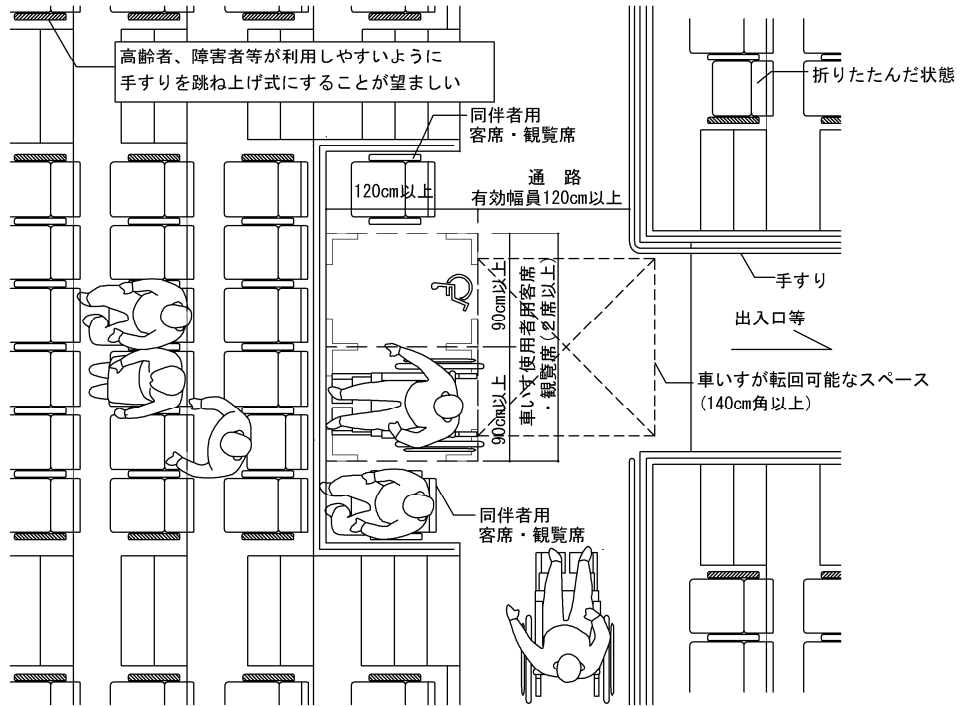 高齢者、障害者等が利用しやすいように
手すりを跳ね上げ式にすることが望ましい
折りたたんだ状態
同伴者用
客席・観覧席
120cm以上
通　路
有効幅員120cm以上
手すり
出入口等
90cm以上
90cm以上
車いす使用者用客席
・観覧席(2席以上)
車いすが転回可能なスペース
(140cm角以上)
同伴者用
客席・観覧席